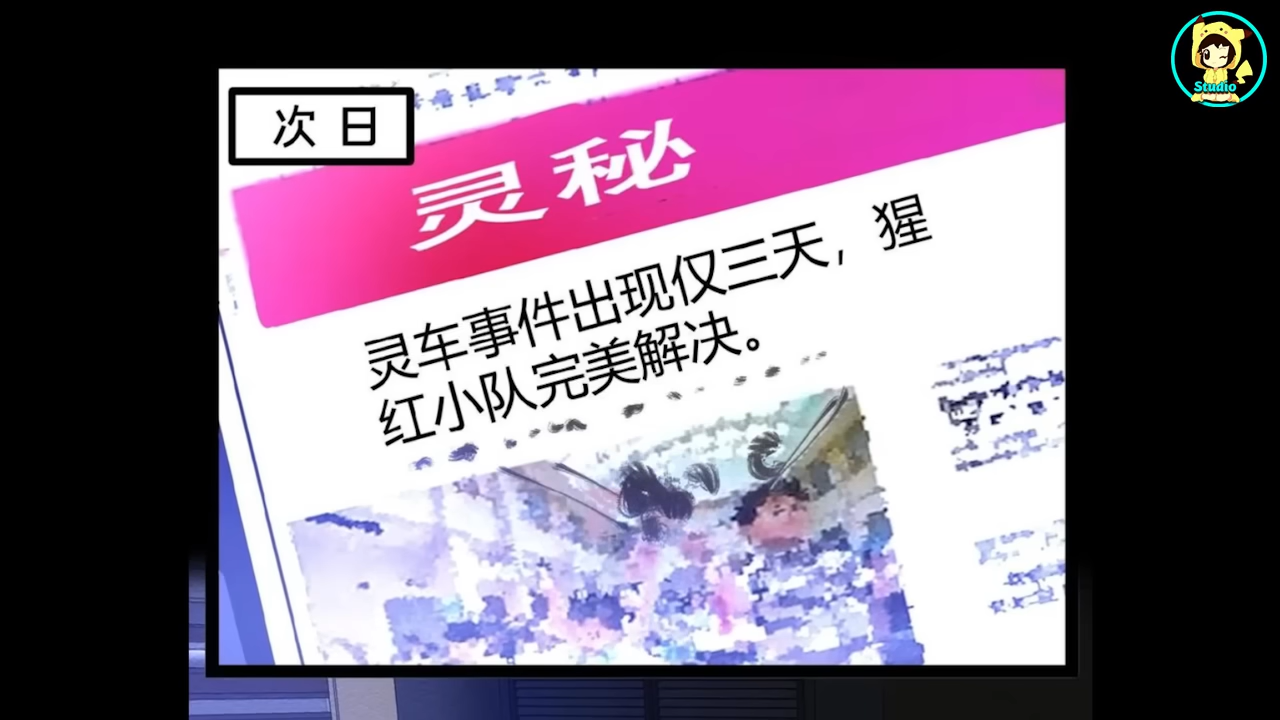 次日
灵秘
灵车事件出现仅三天，猩
红小队完美解决。
Studio